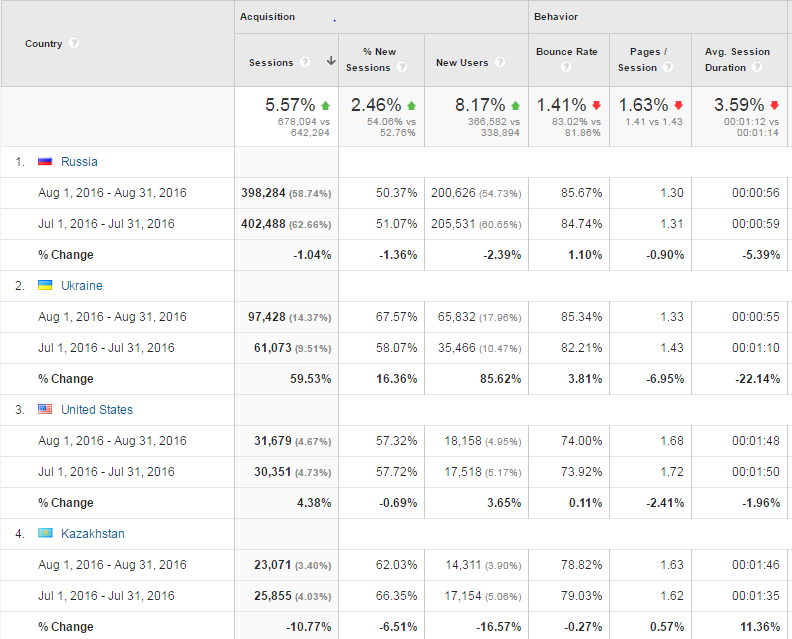 Acquisition Behavior
Country ? Sessions ? % New Sessions ? New Users ? Bounce Rate ? Pages / Session ? Avg. Session Duration ?
5.57% 2.46% 8.17% 1.41% 1.63% 3.59%
678,094 vs 642,294 54.06% vs 52.76% 366,582 vs 338,894 83.02% vs 81.86% 1.41 vs 1.43 00:01:12 vs 00:01:14
1. Russia
Aug 1, 2016 - Aug 31, 2016 398,284 (58.74%) 50.37% 200,626 (54.73%) 85.67% 1.30 00:00:56
Jul 1, 2016 - Jul 31, 2016 402,488 (62.66%) 51.07% 205,531 (60.65%) 84.74% 1.31 00:00:59
% Change -1.04% -1.36% -2.39% 1.10% -0.90% -5.39%
2. Ukraine
Aug 1, 2016 - Aug 31, 2016 97,428 (14.37%) 67.57% 65,832 (17.96%) 85.34% 1.33 00:00:55
Jul 1, 2016 - Jul 31, 2016 61,073 (9.51%) 58.07% 35,466 (10.47%) 82.21% 1.43 00:01:10
% Change 59.53% 16.36% 85.62% 3.81% -6.95% -22.14%
3. United States
Aug 1, 2016 - Aug 31, 2016 31,679 (4.67%) 57.32% 18,158 (4.95%) 74.00% 1.68 00:01:48
Jul 1, 2016 - Jul 31, 2016 30,351 (4.73%) 57.72% 17,518 (5.17%) 73.92% 1.72 00:01:50
% Change 4.38% -0.69% 3.65% 0.11% -2.41% -1.96%
4. Kazakhstan
Aug 1, 2016 - Aug 31, 2016 23,071 (3.40%) 62.03% 14,311 (3.90%) 78.82% 1.63 00:01:46
Jul 1, 2016 - Jul 31, 2016 25,855 (4.03%) 66.35% 17,154 (5.06%) 79.03% 1.62 00:01:35
% Change -10.77% -6.51% -16.57% -0.27% 0.57% 11.36%